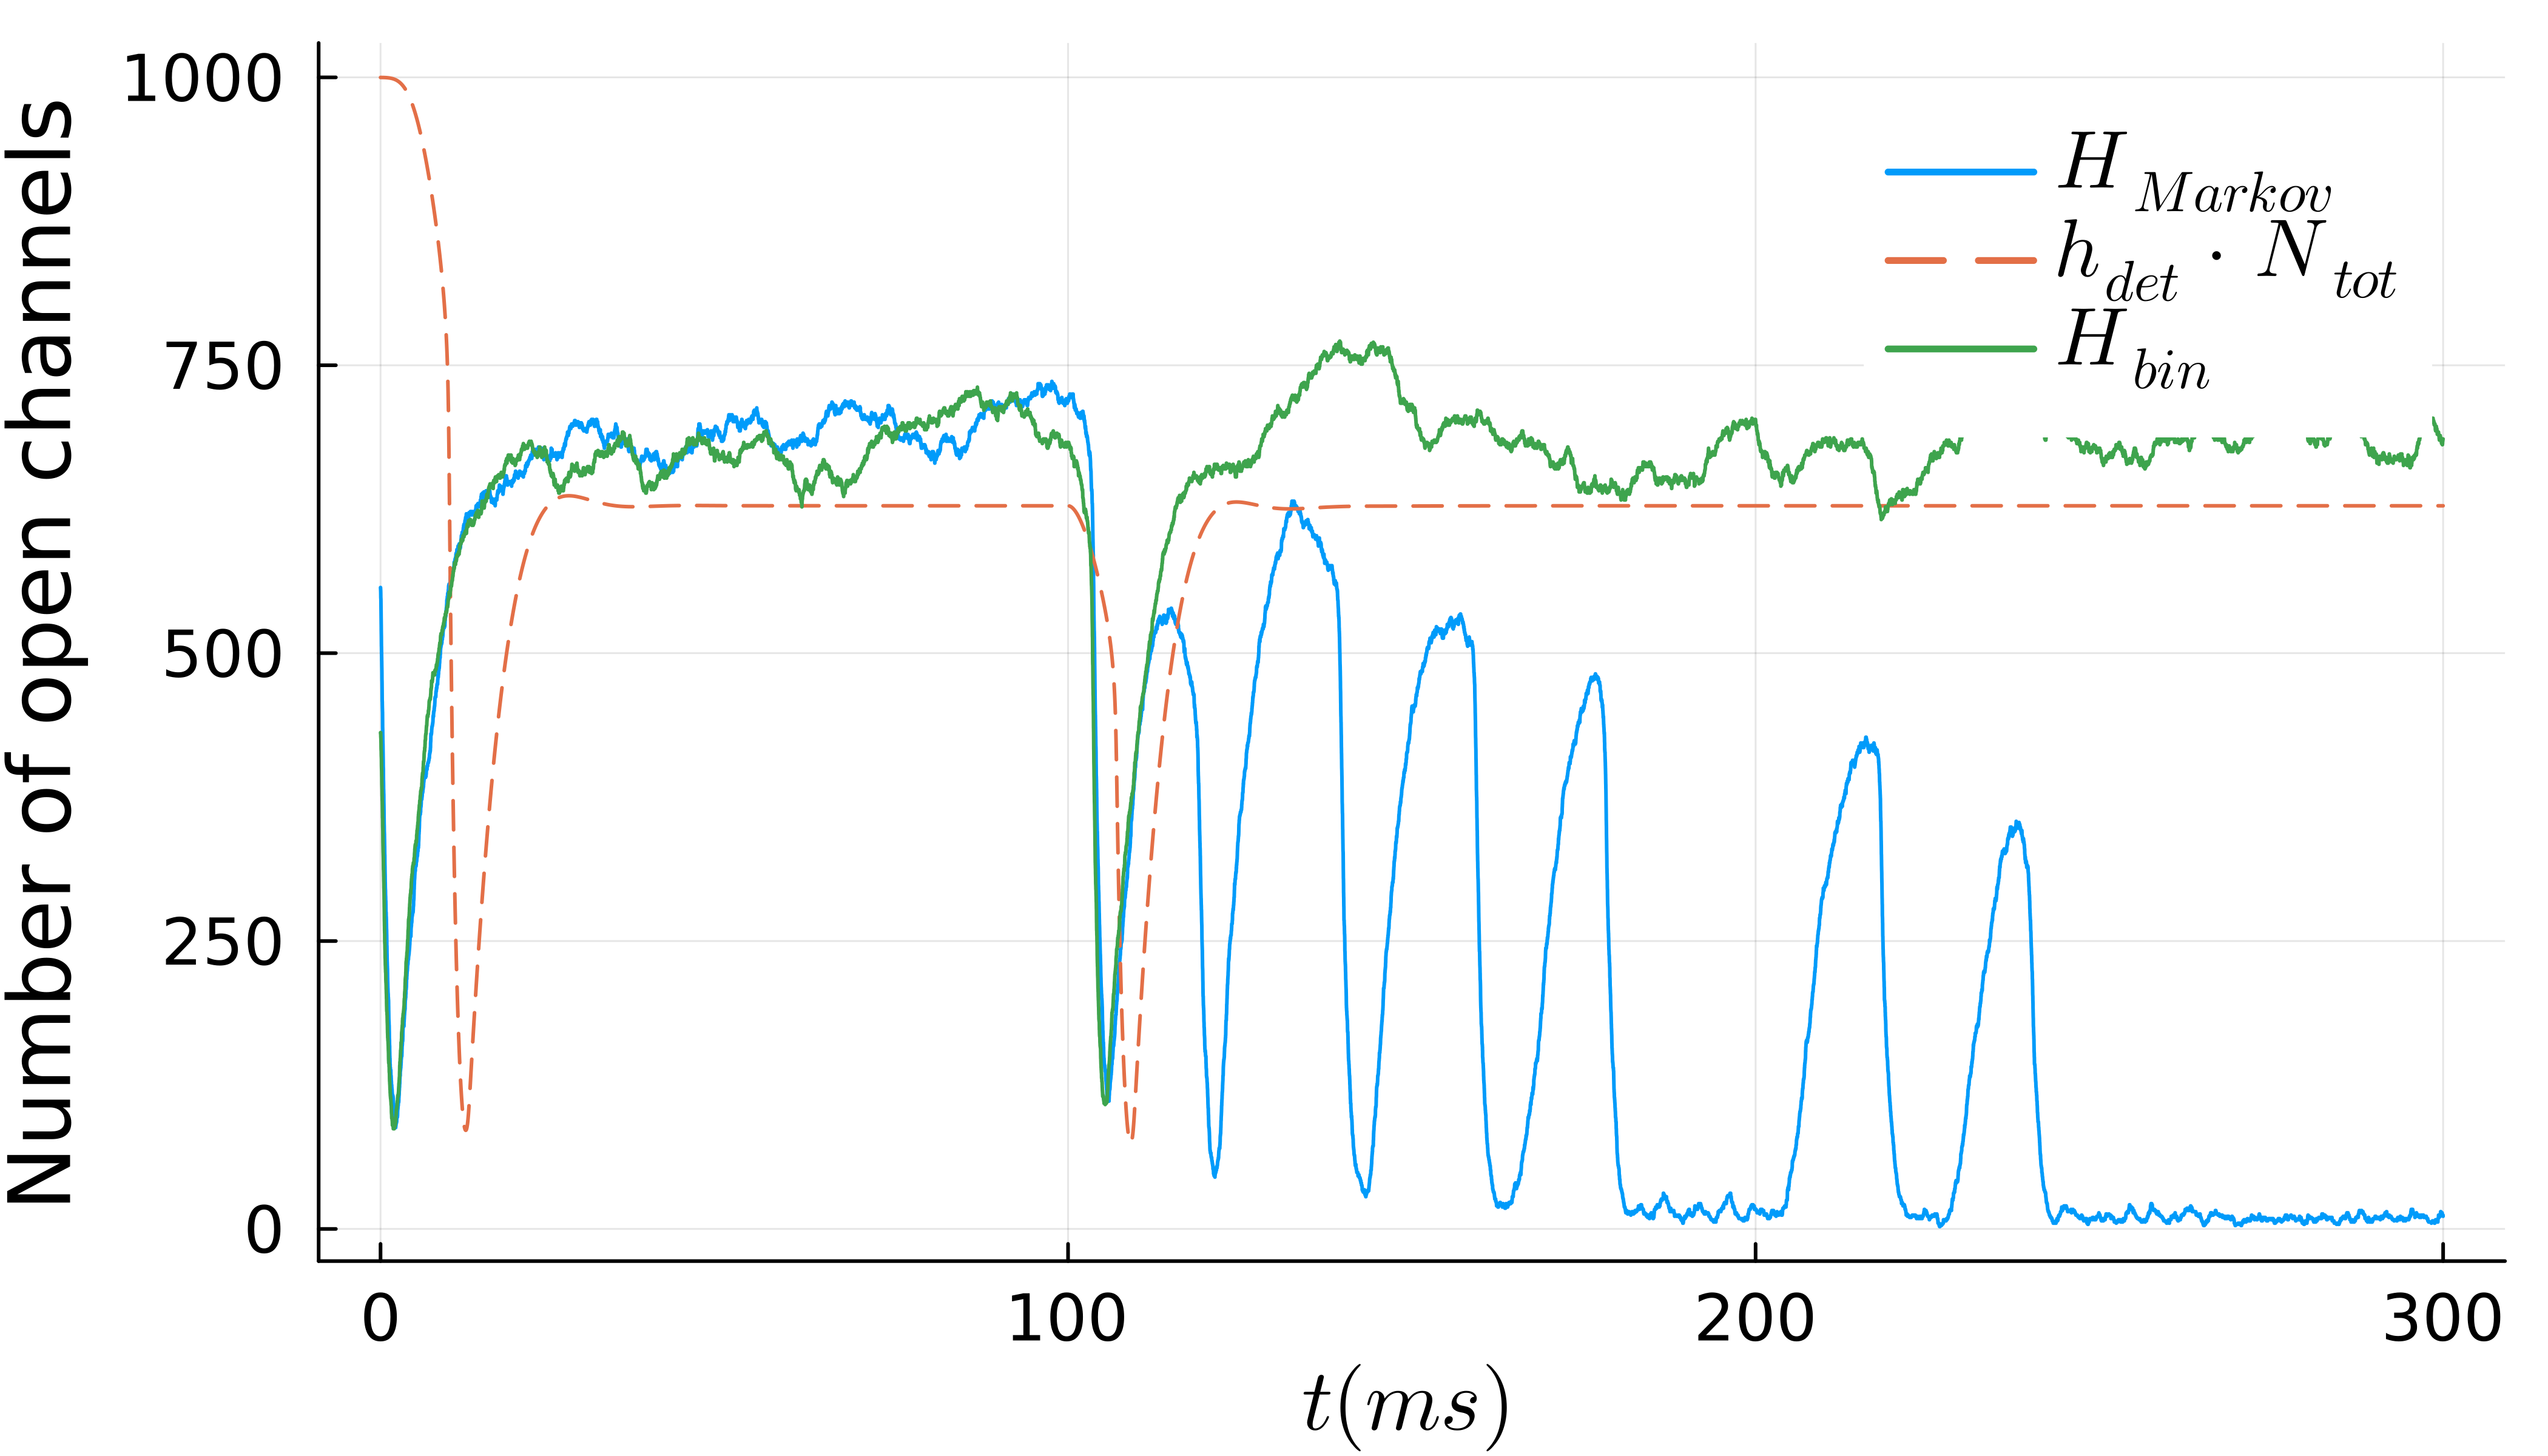 Number of open channels
1000
750
500
250
0
0
100
200
300
t(ms)
H_Markov
h_det · N_tot
H_bin